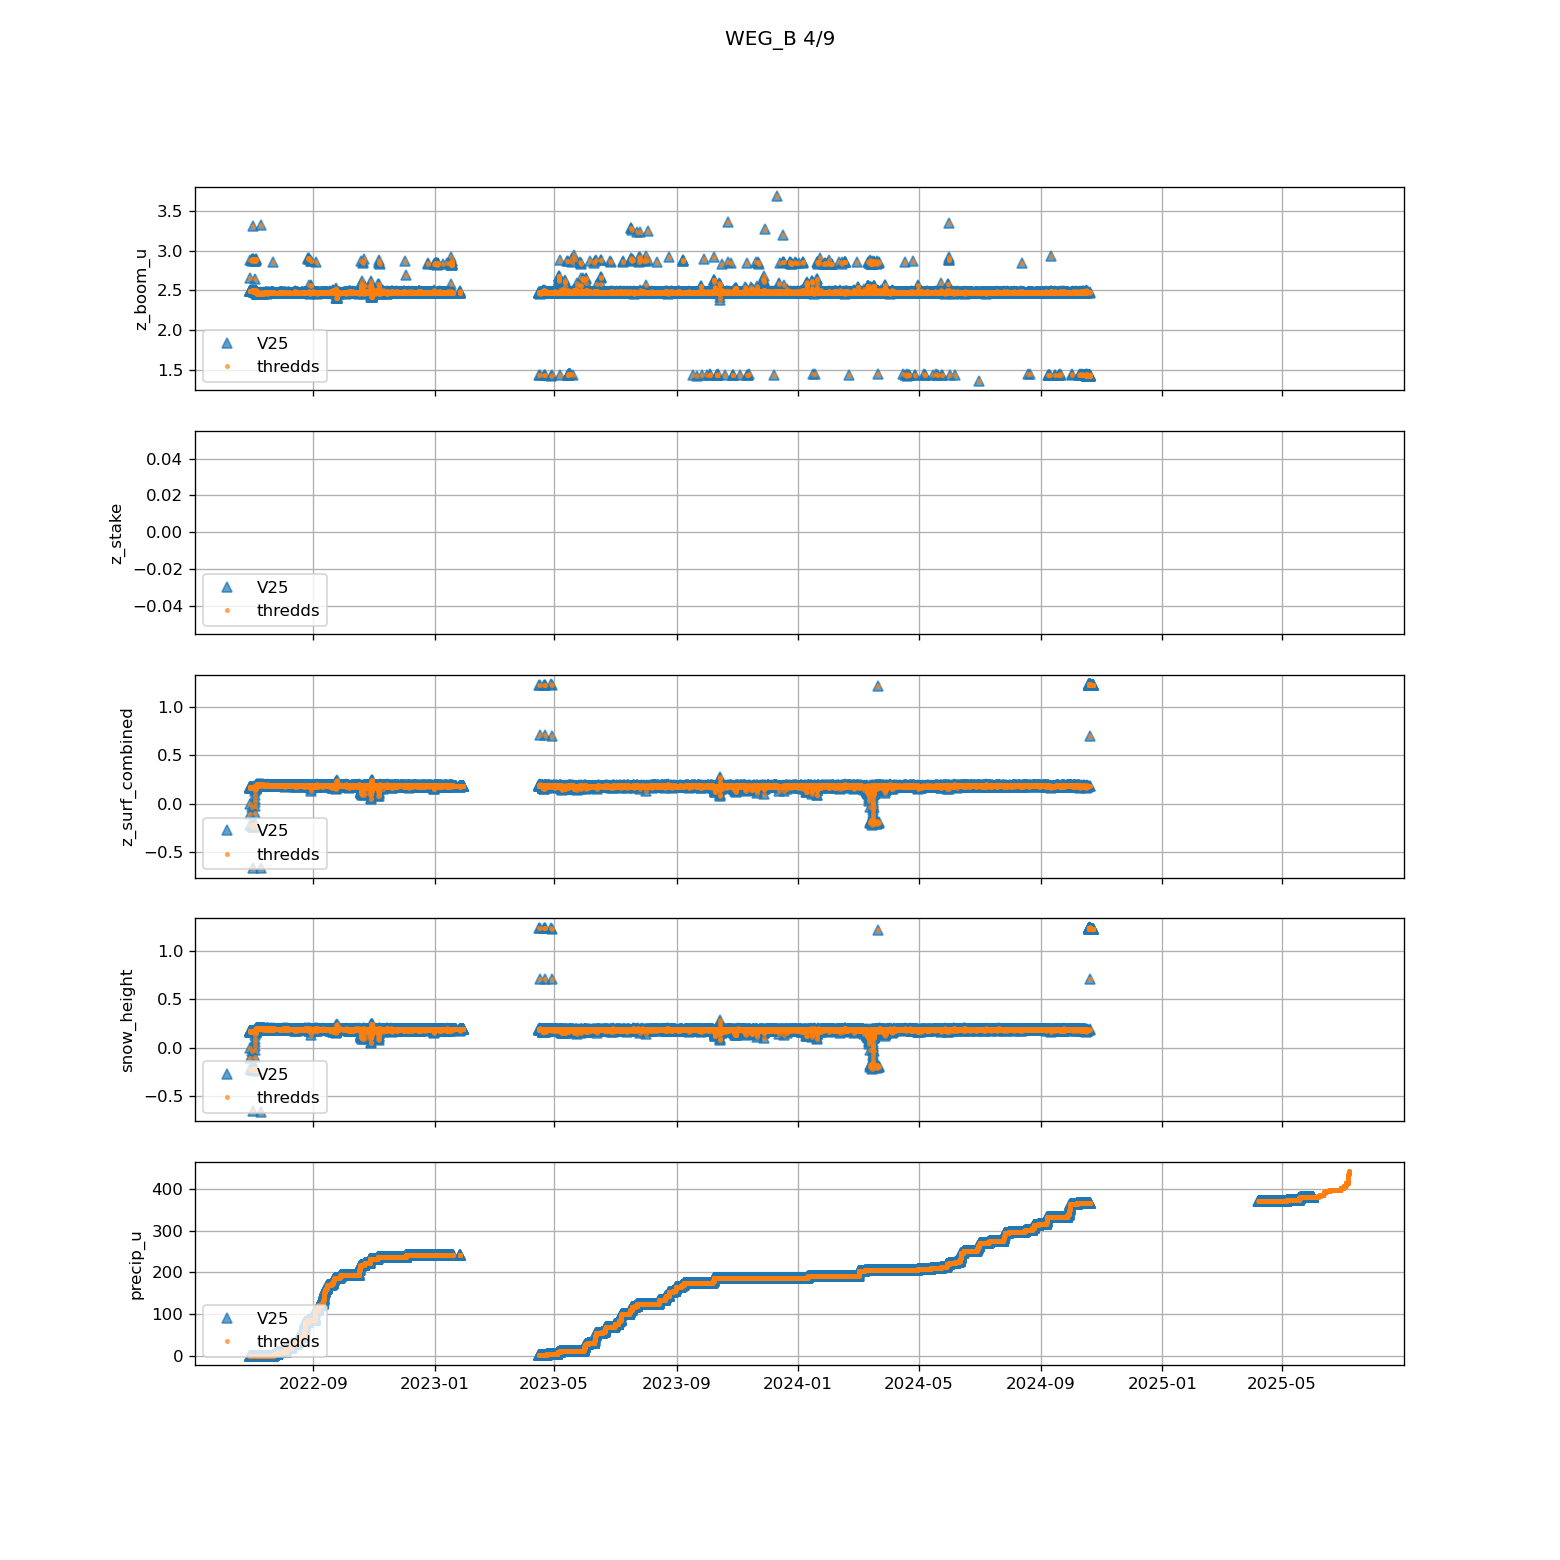 WEG_B 4/9
3.5
3.0
2.5
2.0
1.5
z_boom_u
V25
thredds
0.04
0.02
0.00
−0.02
−0.04
z_stake
V25
thredds
1.0
0.5
0.0
−0.5
z_surf_combined
V25
thredds
1.0
0.5
0.0
−0.5
snow_height
V25
thredds
400
300
200
100
0
precip_u
V25
thredds
2022-09 2023-01 2023-05 2023-09 2024-01 2024-05 2024-09 2025-01 2025-05